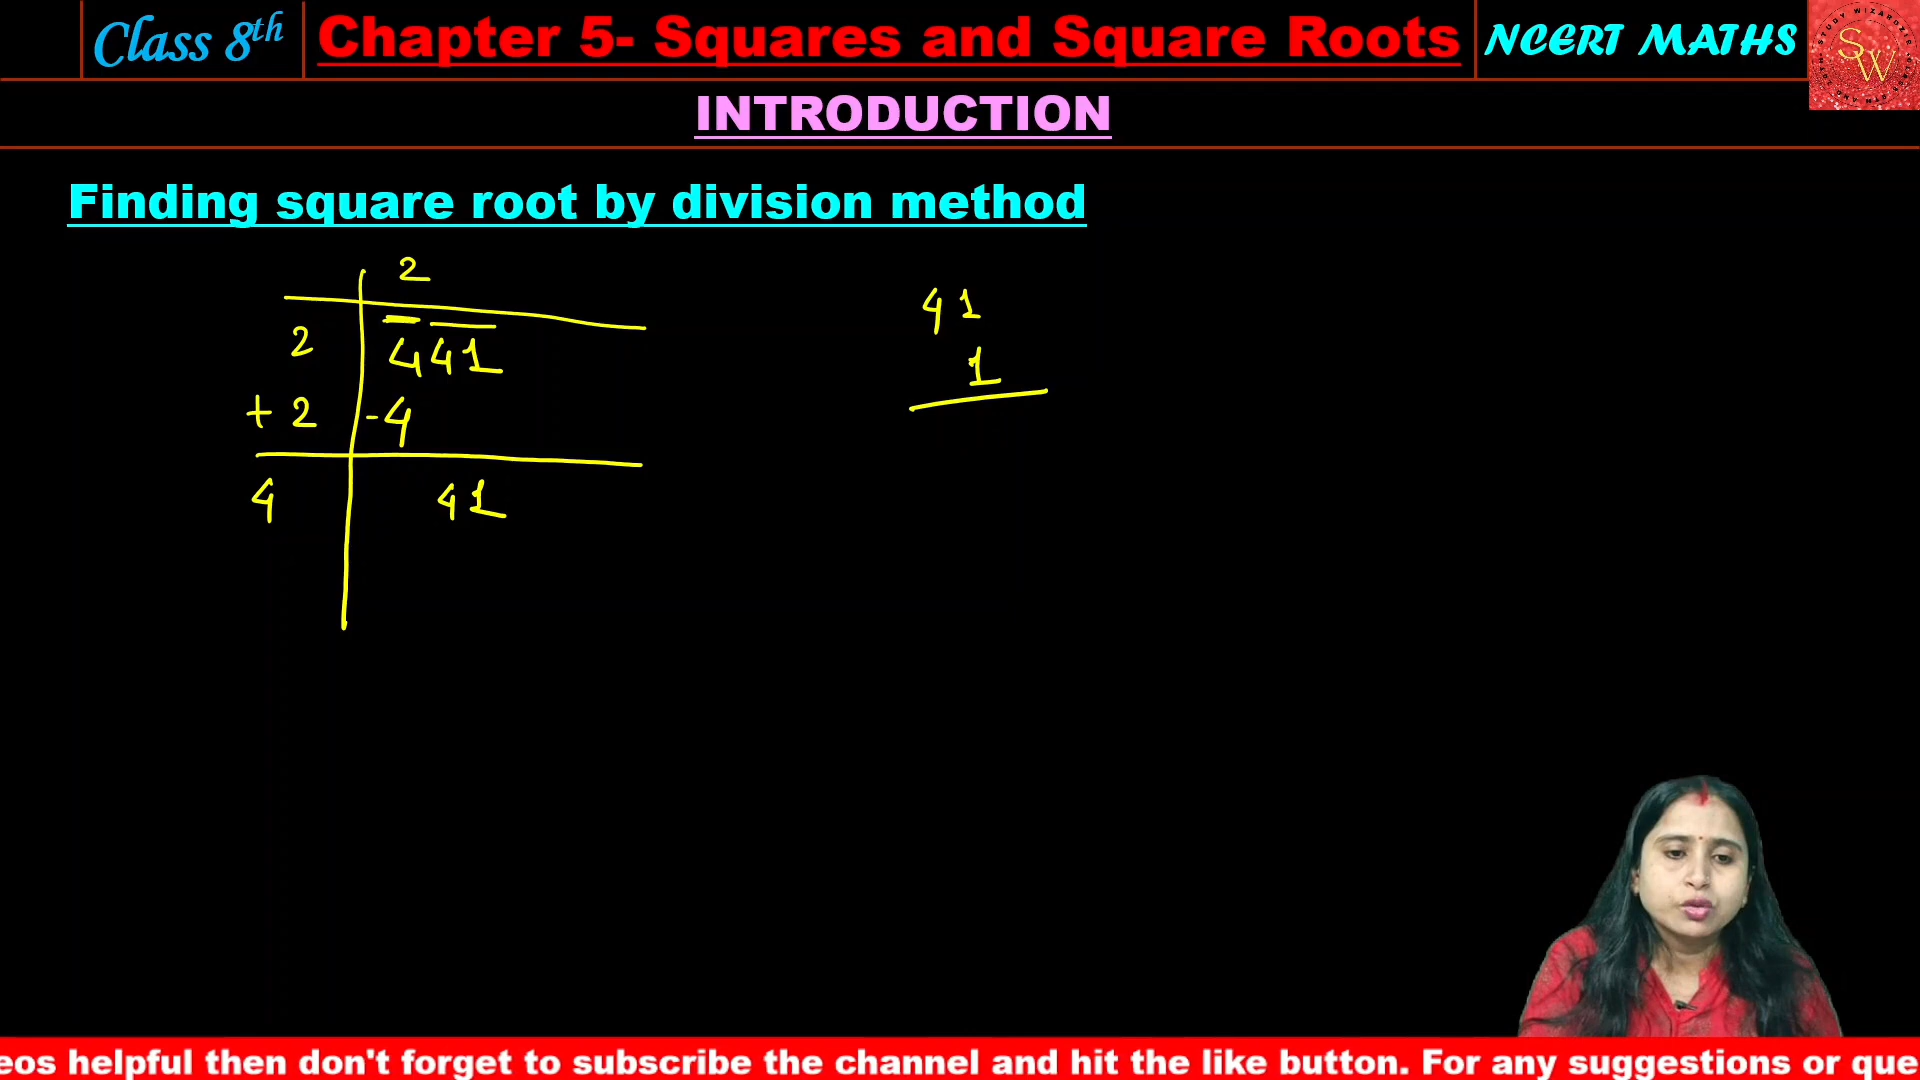 Class 8th Chapter 5- Squares and Square Roots NCERT MATHS
SW
INTRODUCTION
Finding square root by division method
2
2 441
+ 2 -4
4 41
41
1
helpful then don't forget to subscribe the channel and hit the like button. For any suggestions or